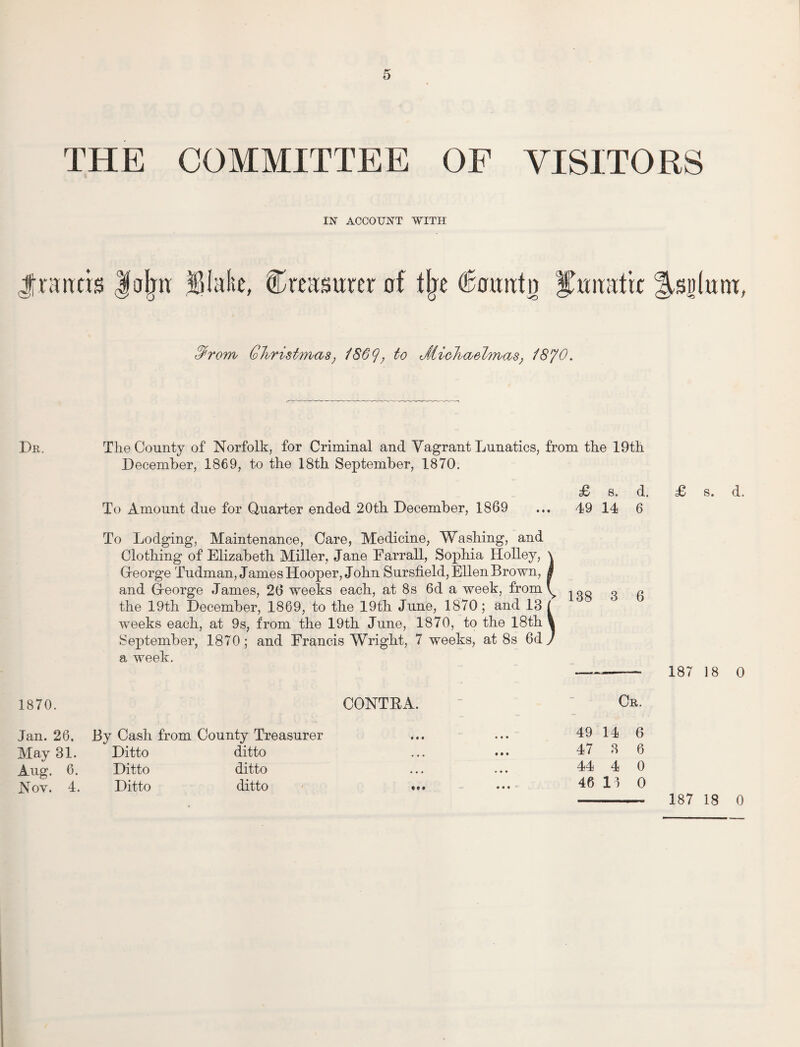 5
THE COMMITTEE OF VISITORS
IN ACCOUNT WITH
Francis John Blake, Treasurer of the County Lunatic Asylum,
From Christmas, 1869, to Michaelmas, 1870.
Dr. The County of Norfolk, for Criminal and Vagrant Lunatics, from the 19th
December, 1869, to the 18th September, 1870.
£ s. d. £ s. d.
To Amount due for Quarter ended 20th December, 1869 ... 49 14 6
To Lodging, Maintenance, Care, Medicine, Washing, and
Clothing of Elizabeth Miller, Jane Farrall, Sophia Holley,
George Tudman, James Hooper, John Sursfield, Ellen Brown,
and George James, 26 weeks each, at 8s 6d a week, from
the 19th December, 1869, to the 19th June, 1870; and 13
weeks each, at 9s, from the 19th June, 1870, to the 18th
September, 1870; and Francis Wright, 7 weeks, at 8s 6d
a week.
138 3 6
187 18 0
1870. CONTRA. Cr.
Jan. 26. By Cash from County Treasurer ... ... 49 14 6
May 31. Ditto ditto ... ... 47 3 6
Aug. 6. Ditto ditto ... ... 44 4 0
Nov. 4. Ditto ditto ... ... 46 13 0
187 18 0